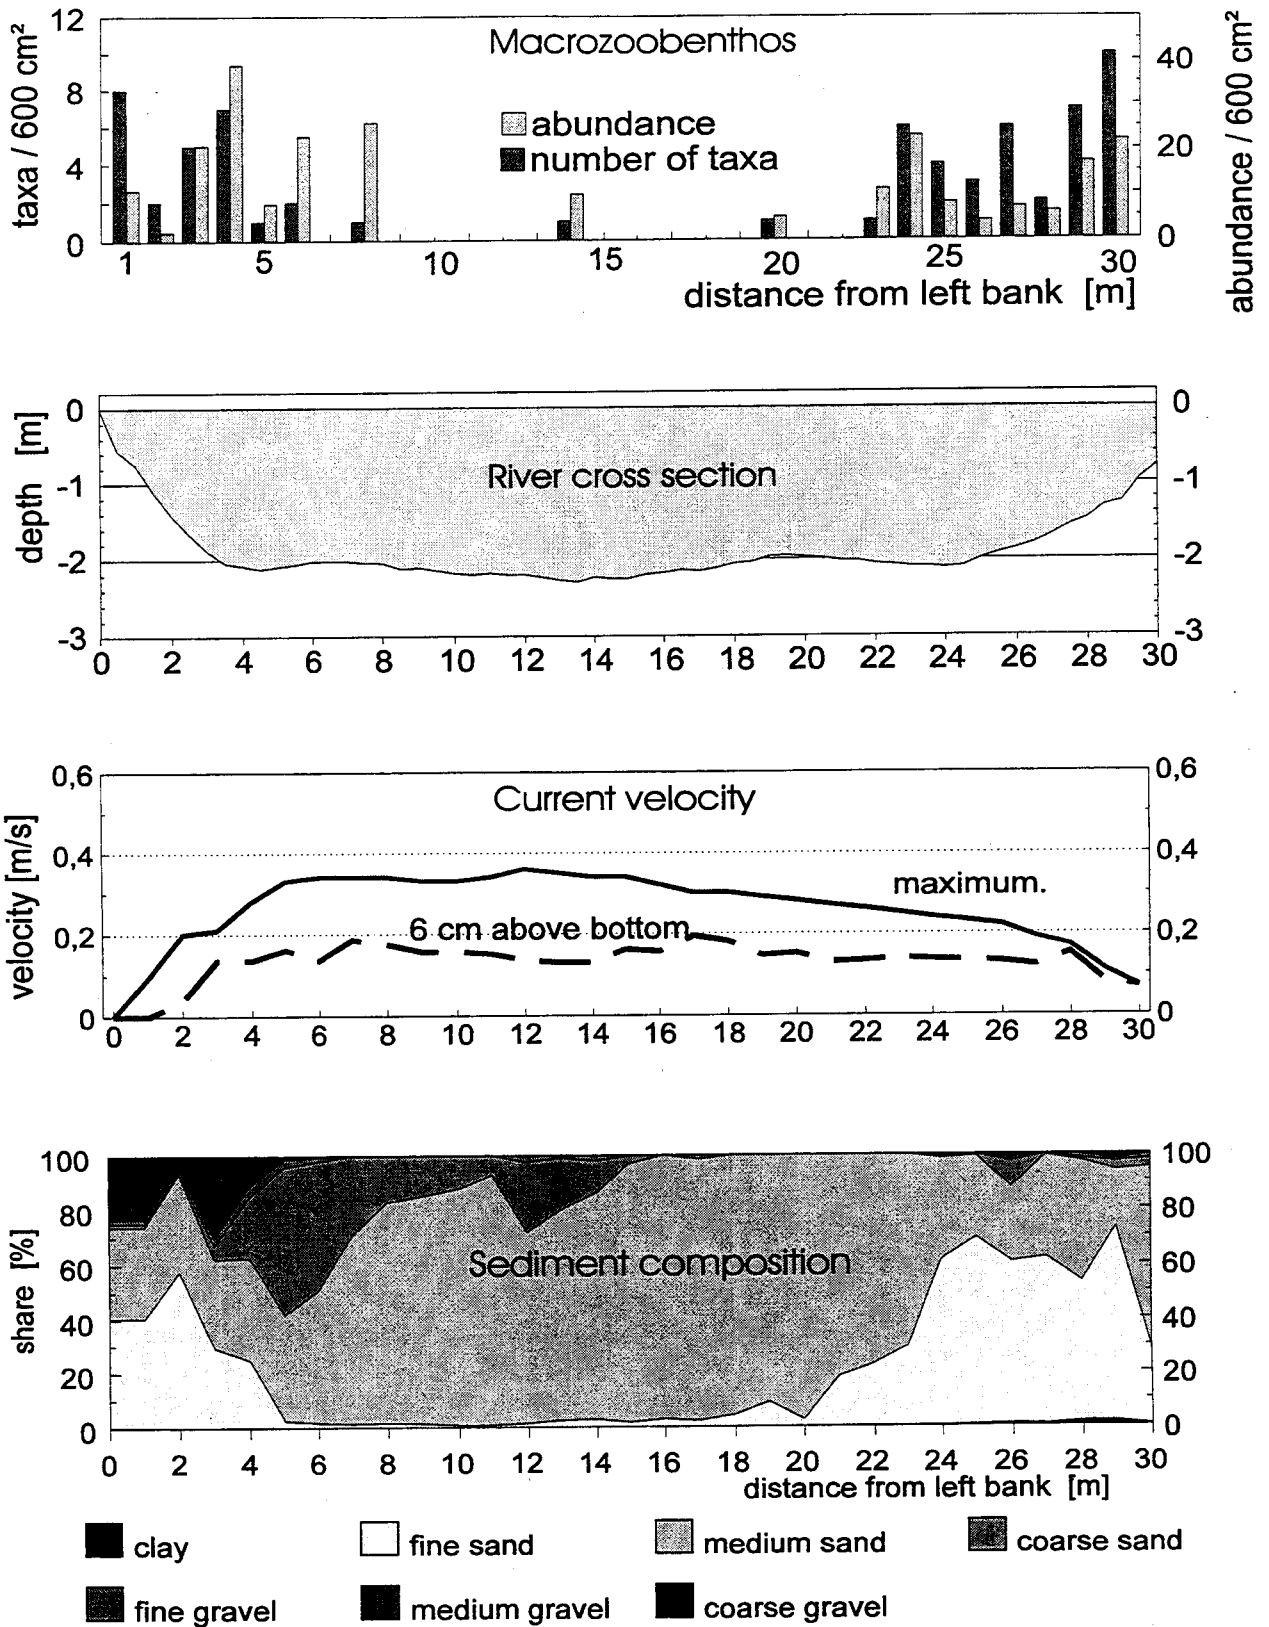 Macrozoobenthos
taxa / 600 cm²
abundance / 600 cm²
12
8
4
0
40
20
0
abundance
number of taxa
1 5 10 15 20 25 30
distance from left bank [m]
River cross section
depth [m]
0
-1
-2
-3
0
-1
-2
-3
0 2 4 6 8 10 12 14 16 18 20 22 24 26 28 30
Current velocity
velocity [m/s]
0,6
0,4
0,2
0
0,6
0,4
0,2
0
maximum.
6 cm above bottom
0 2 4 6 8 10 12 14 16 18 20 22 24 26 28 30
Sediment composition
share [%]
100
80
60
40
20
0
100
80
60
40
20
0
0 2 4 6 8 10 12 14 16 18 20 22 24 26 28 30
distance from left bank [m]
clay fine sand medium sand coarse sand
fine gravel medium gravel coarse gravel